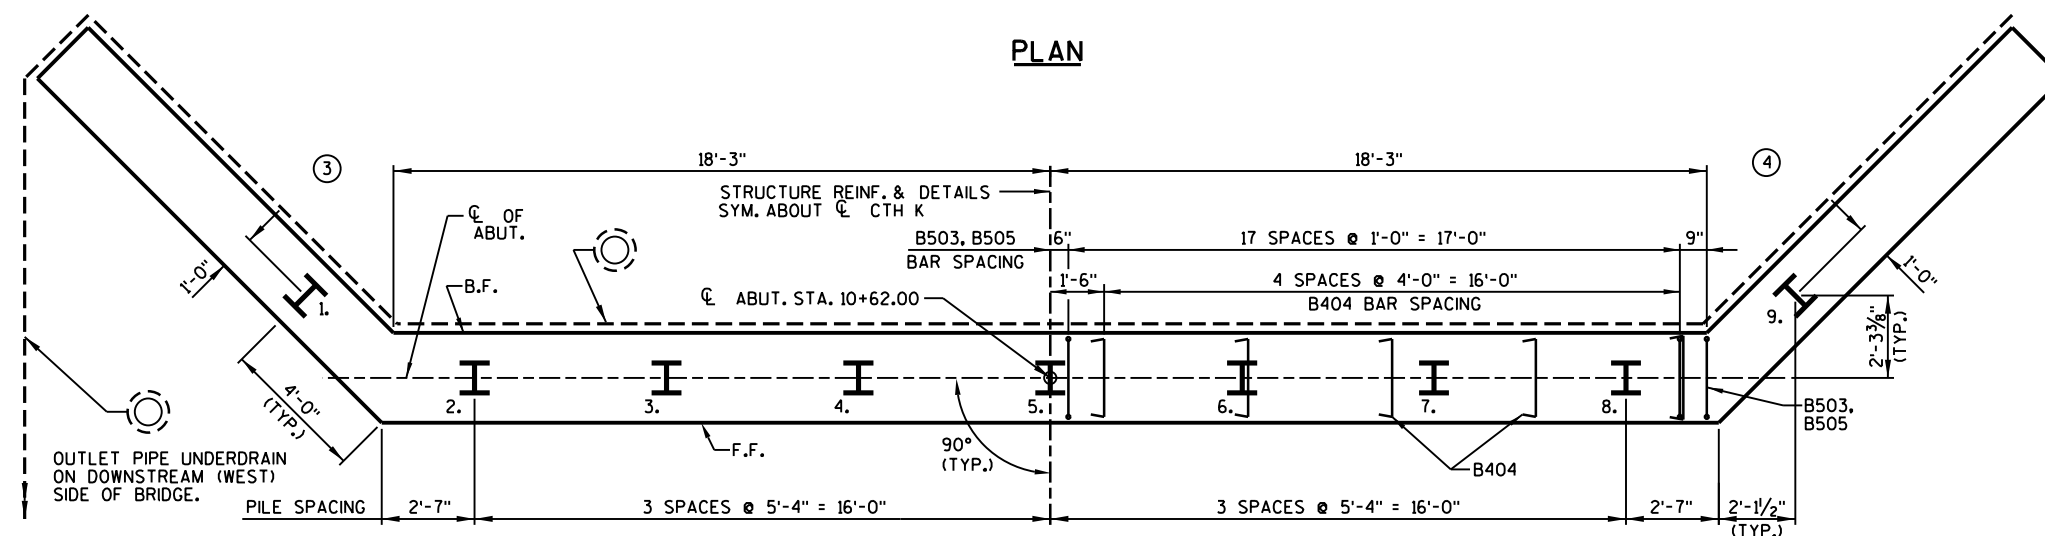 PLAN
3
18'-3"
18'-3"
4
STRUCTURE REINF. & DETAILS
SYM. ABOUT ℄ CTH K
℄ OF
ABUT.
1'-0"
B503, B505
BAR SPACING
6"
17 SPACES @ 1'-0" = 17'-0"
9"
1'-6"
4 SPACES @ 4'-0" = 16'-0"
B404 BAR SPACING
1'-0"
B.F.
℄ ABUT. STA. 10+62.00
1.
9.
2'-3⅜"
(TYP.)
2.
3.
4.
5.
6.
7.
8.
4'-0"
(TYP.)
B503,
B505
90°
(TYP.)
F.F.
B404
OUTLET PIPE UNDERDRAIN
ON DOWNSTREAM (WEST)
SIDE OF BRIDGE.
PILE SPACING
2'-7"
3 SPACES @ 5'-4" = 16'-0"
3 SPACES @ 5'-4" = 16'-0"
2'-7"
2'-1½"
(TYP.)